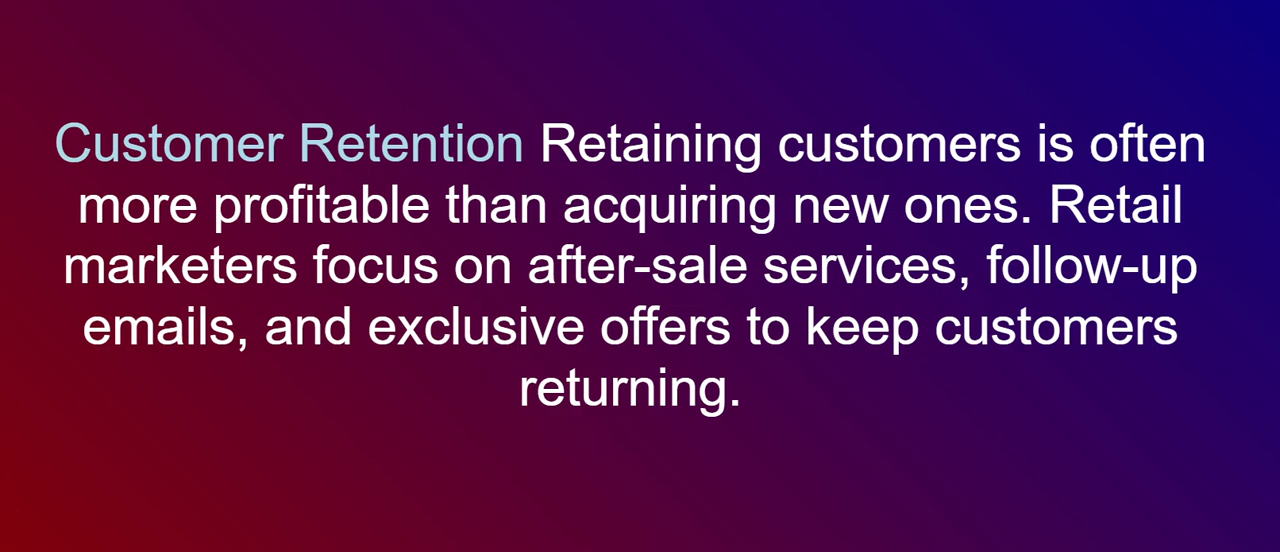 Customer Retention Retaining customers is often
more profitable than acquiring new ones. Retail
marketers focus on after-sale services, follow-up
emails, and exclusive offers to keep customers
returning.